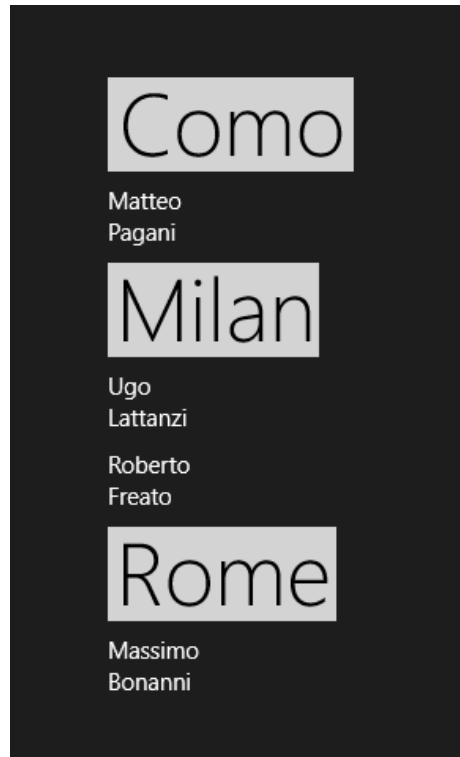 Como
Matteo
Pagani
Milan
Ugo
Lattanzi
Roberto
Freato
Rome
Massimo
Bonanni